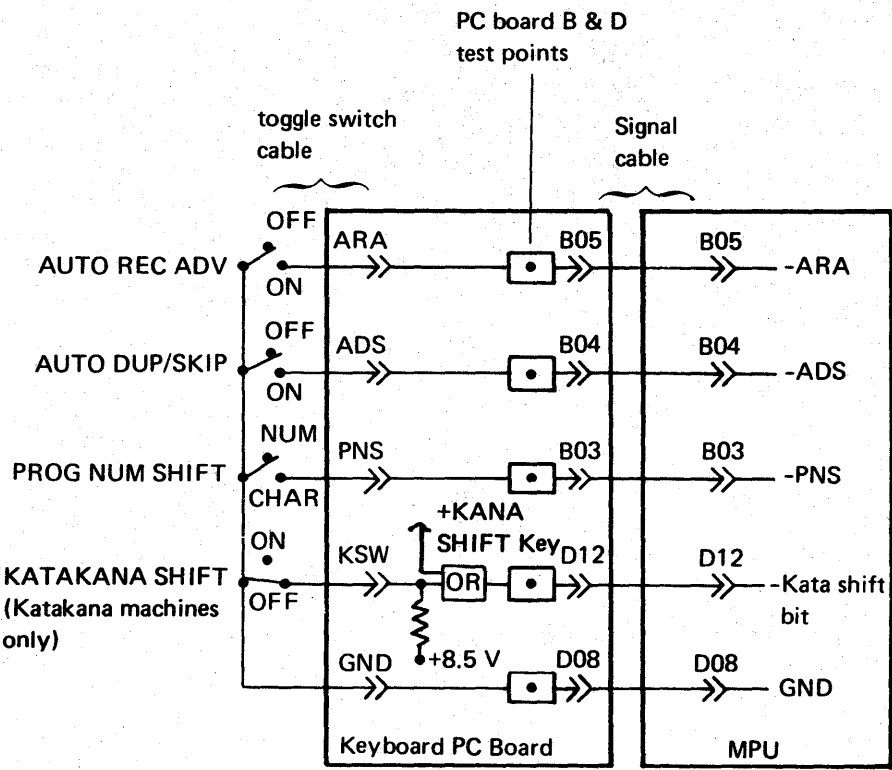 PC board B & D
test points
toggle switch
cable
Signal
cable
OFF
AUTO REC ADV
ON
ARA
B05
B05
-ARA
OFF
AUTO DUP/SKIP
ON
ADS
B04
B04
-ADS
NUM
PROG NUM SHIFT
CHAR
PNS
B03
B03
-PNS
+KANA
SHIFT Key
ON
KATAKANA SHIFT
(Katakana machines
only)
OFF
KSW
OR
D12
D12
-Kata shift
bit
+8.5 V
GND
D08
D08
GND
Keyboard PC Board
MPU